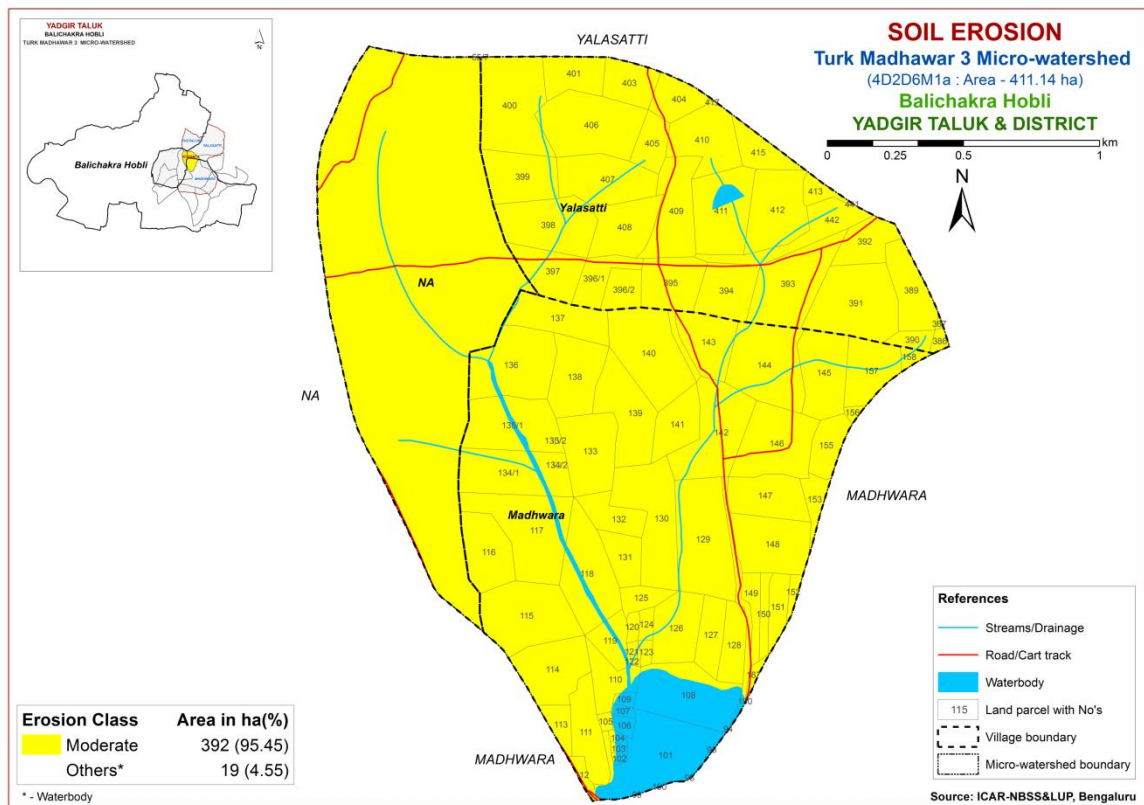 YADGIR TALUK
BALICHAKRA HOBLI
TURK MADHAWAR 3 MICRO-WATERSHED
N
Balichakra Hobli
YALASATTI
SOIL EROSION
Turk Madhawar 3 Micro-watershed
(4D2D6M1a : Area - 411.14 ha)
Balichakra Hobli
YADGIR TALUK & DISTRICT
0 0.25 0.5 1 km
N
401 403 404
400 406 405 410 415
399 407 413
398 Yalasatti 408 409 411 412 442
392
397 396/1 396/2 395 394 393 391 389
NA
137 390 386
158
136 138 140 143 144 145 157
NA
139 141 142 156
135/1 135/2 133 146 155
134/1 134/2
MADHWARA
Madhwara
117 132 130 129 147 153
116 131 148
118
115 125 149 150 151
119 120 124 126 127 128
121 123
122
114 110 109 108
107
113 111 105 106
104
103
102 101
MADHWARA
Erosion Class Area in ha(%)
Moderate 392 (95.45)
Others* 19 (4.55)
* - Waterbody
References
Streams/Drainage
Road/Cart track
Waterbody
115 Land parcel with No's
Village boundary
Micro-watershed boundary
Source: ICAR-NBSS&LUP, Bengaluru